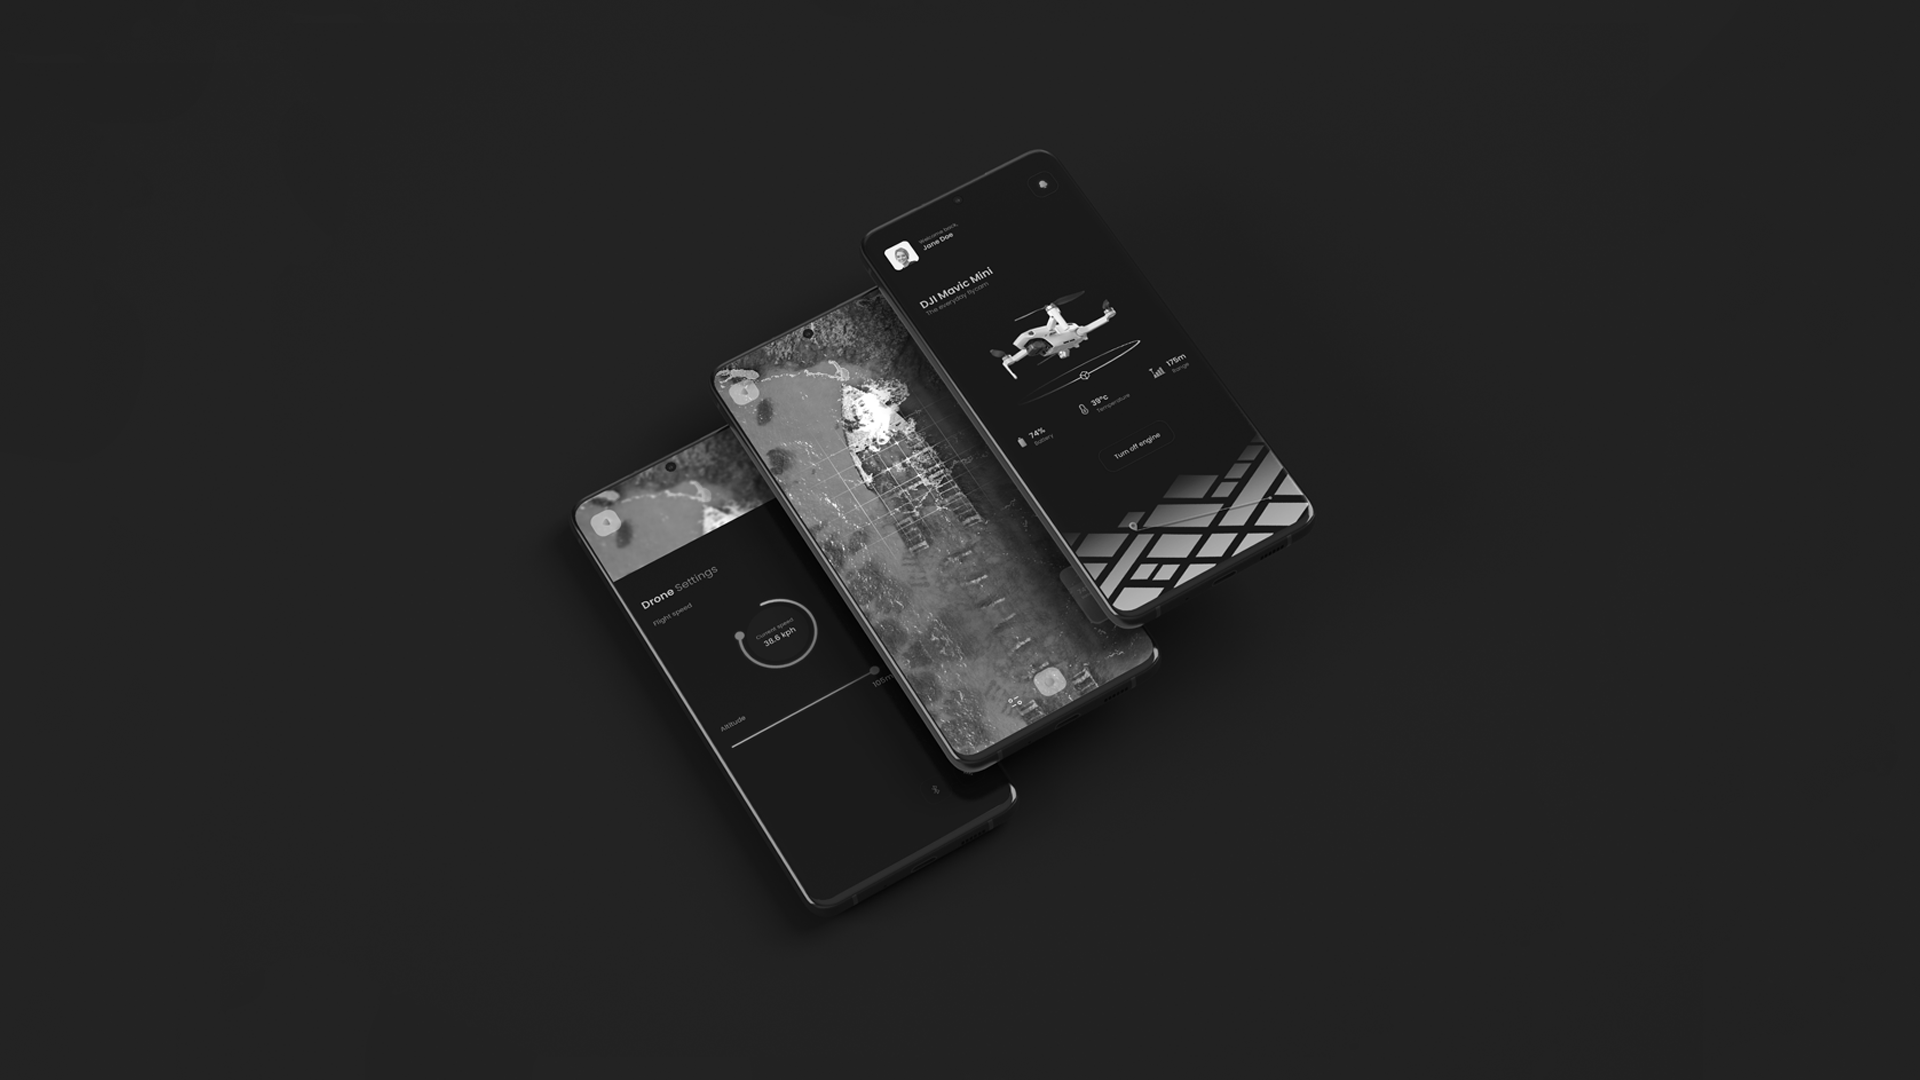 Welcome back,
Jane Doe
DJI Mavic Mini
The everyday flycam
175m
Range
39°c
Temperature
74%
Battery
Turn off engine
Drone Settings
Flight speed
Current speed
38.6 kph
105m
Altitude